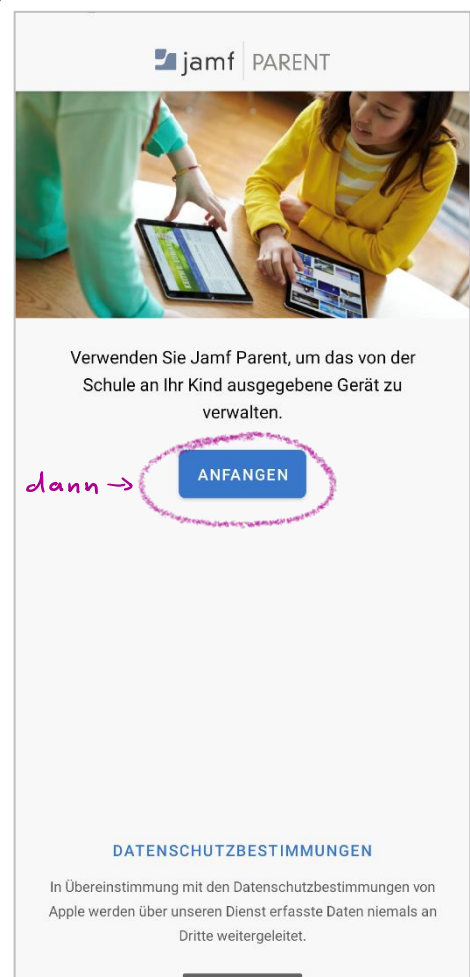 jamf PARENT
Verwenden Sie Jamf Parent, um das von der
Schule an Ihr Kind ausgegebene Gerät zu
verwalten.
dann → ANFANGEN
DATENSCHUTZBESTIMMUNGEN
In Übereinstimmung mit den Datenschutzbestimmungen von
Apple werden über unseren Dienst erfasste Daten niemals an
Dritte weitergeleitet.